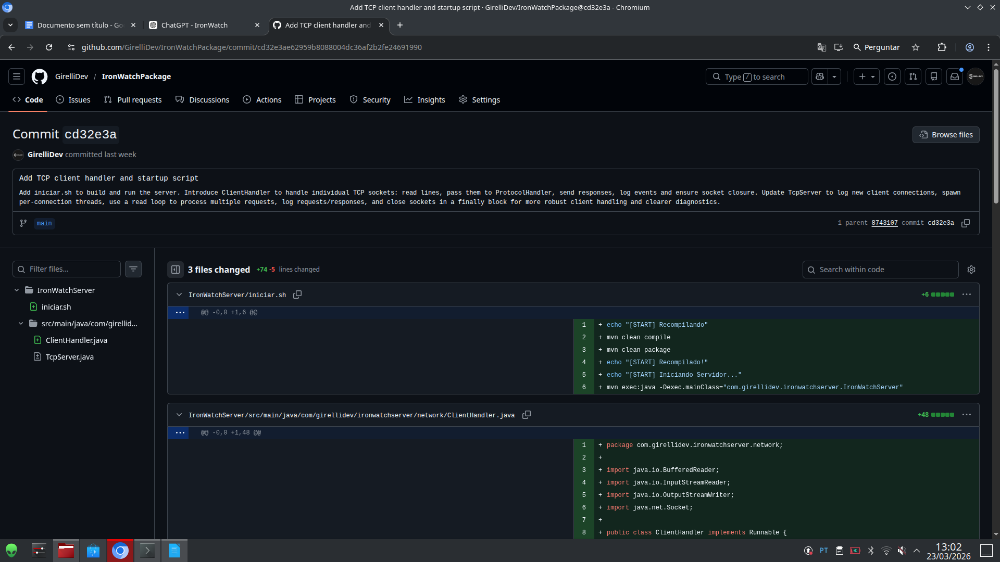 Add TCP client handler and startup script · GirelliDev/IronWatchPackage@cd32e3a - Chromium
Documento sem título - Go
ChatGPT - IronWatch
Add TCP client handler and
github.com/GirelliDev/IronWatchPackage/commit/cd32e3ae62959b8088004dc36af2b2fe24691990
Perguntar
GirelliDev / IronWatchPackage
Type / to search
Code
Issues
Pull requests
Discussions
Actions
Projects
Security
Insights
Settings
Commit cd32e3a
Browse files
GirelliDev committed last week
Add TCP client handler and startup script
Add iniciar.sh to build and run the server. Introduce ClientHandler to handle individual TCP sockets: read lines, pass them to ProtocolHandler, send responses, log events and ensure socket closure. Update TcpServer to log new client connections, spawn
per-connection threads, use a read loop to process multiple requests, log requests/responses, and close sockets in a finally block for more robust client handling and clearer diagnostics.
main
1 parent 8743107 commit cd32e3a
Filter files...
3 files changed +74 -5 lines changed
Search within code
IronWatchServer
iniciar.sh
src/main/java/com/girellid...
ClientHandler.java
TcpServer.java
IronWatchServer/iniciar.sh
+6
@@ -0,0 +1,6 @@
1 + echo "[START] Recompilando"
2 + mvn clean compile
3 + mvn clean package
4 + echo "[START] Recompilado!"
5 + echo "[START] Iniciando Servidor..."
6 + mvn exec:java -Dexec.mainClass="com.girellidev.ironwatchserver.IronWatchServer"
IronWatchServer/src/main/java/com/girellidev/ironwatchserver/network/ClientHandler.java
+48
@@ -0,0 +1,48 @@
1 + package com.girellidev.ironwatchserver.network;
2 +
3 + import java.io.BufferedReader;
4 + import java.io.InputStreamReader;
5 + import java.io.OutputStreamWriter;
6 + import java.net.Socket;
7 +
8 + public class ClientHandler implements Runnable {
PT
13:02
23/03/2026